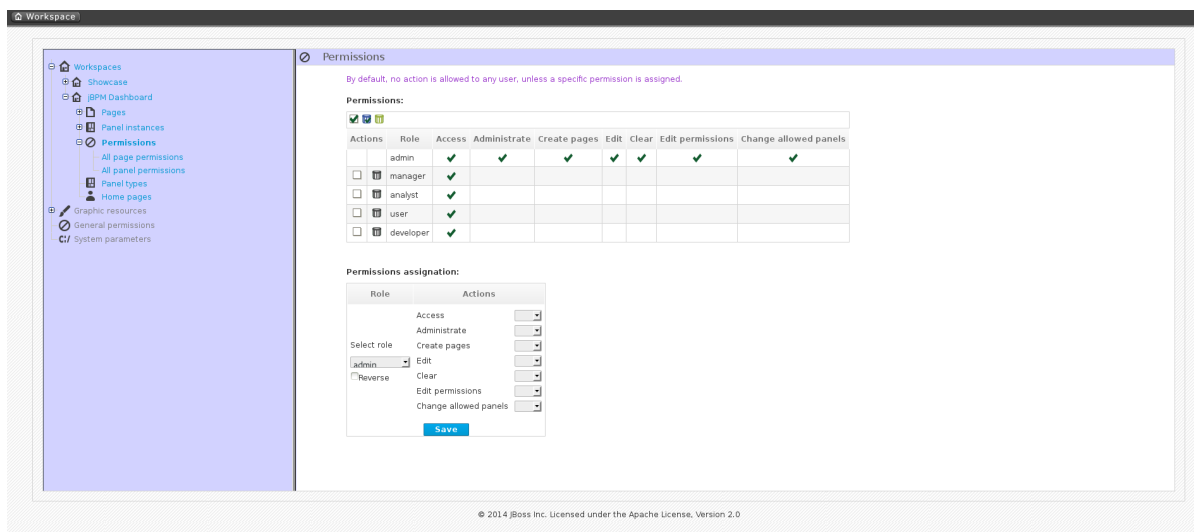 Workspace
Workspaces
Showcase
jBPM Dashboard
Pages
Panel instances
Permissions
All page permissions
All panel permissions
Panel types
Home pages
Graphic resources
General permissions
C:/ System parameters
Permissions
By default, no action is allowed to any user, unless a specific permission is assigned.
Permissions:
Actions Role Access Administrate Create pages Edit Clear Edit permissions Change allowed panels
admin
manager
analyst
user
developer
Permissions assignation:
Role Actions
Access
Administrate
Select role Create pages
admin Edit
Reverse Clear
Edit permissions
Change allowed panels
Save
© 2014 JBoss Inc. Licensed under the Apache License, Version 2.0